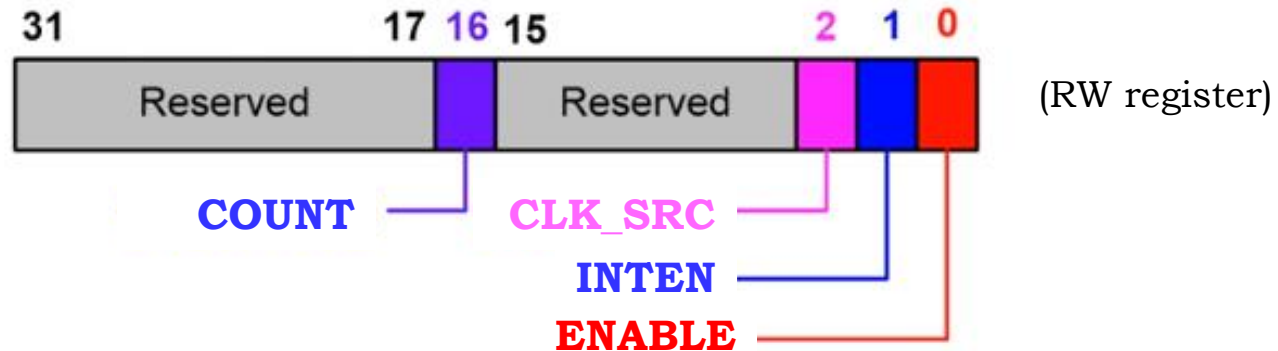 31 17 16 15 2 1 0
Reserved Reserved (RW register)
COUNT CLK_SRC
INTEN
ENABLE